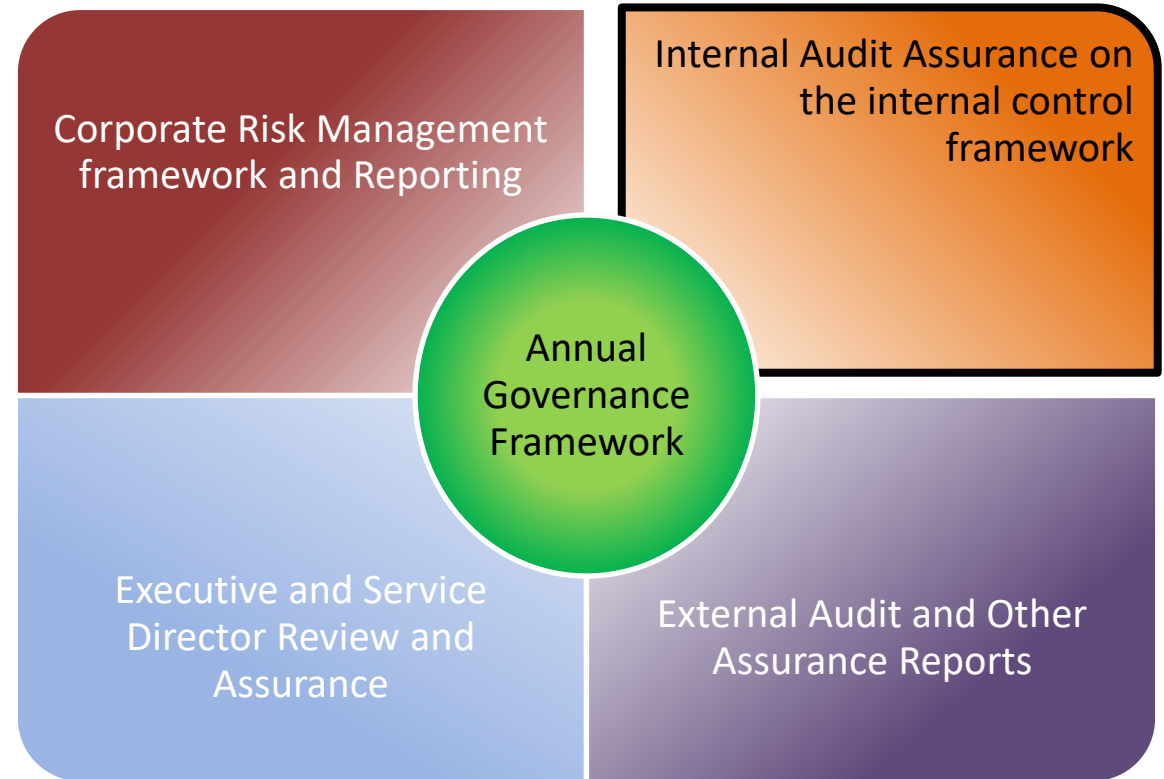 Corporate Risk Management
framework and Reporting
Internal Audit Assurance on
the internal control
framework
Annual
Governance
Framework
Executive and Service
Director Review and
Assurance
External Audit and Other
Assurance Reports